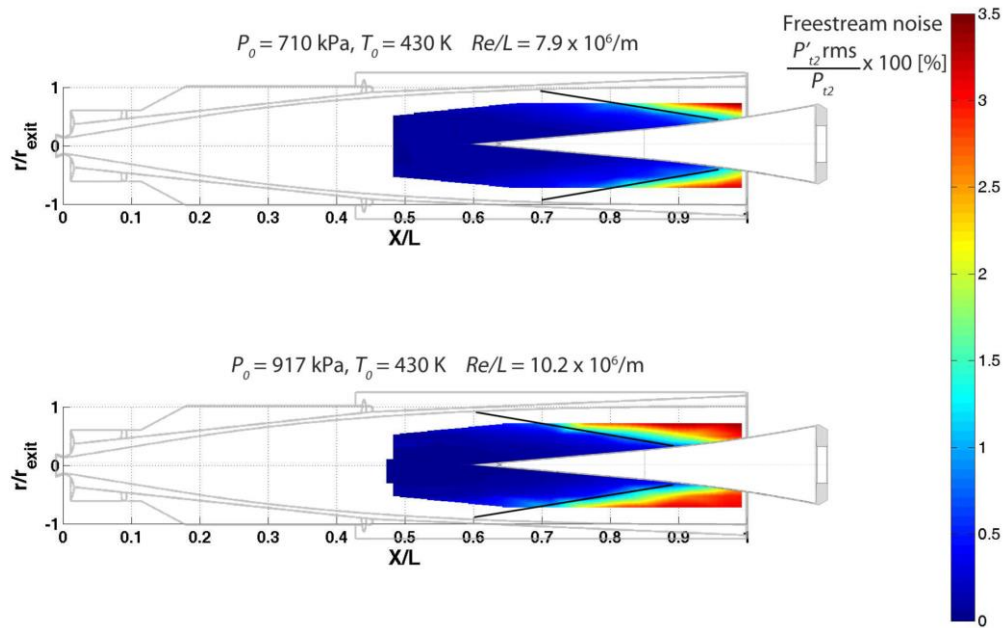 P₀ = 710 kPa, T₀ = 430 K Re/L = 7.9 x 10⁶/m
Freestream noise
P'ₜ₂ rms
x 100 [%]
Pₜ₂
r/rₑₓᵢₜ
1
0
-1
0 0.1 0.2 0.3 0.4 0.5 0.6 0.7 0.8 0.9 1
X/L
P₀ = 917 kPa, T₀ = 430 K Re/L = 10.2 x 10⁶/m
r/rₑₓᵢₜ
1
0
-1
0 0.1 0.2 0.3 0.4 0.5 0.6 0.7 0.8 0.9 1
X/L
3.5
3
2.5
2
1.5
1
0.5
0